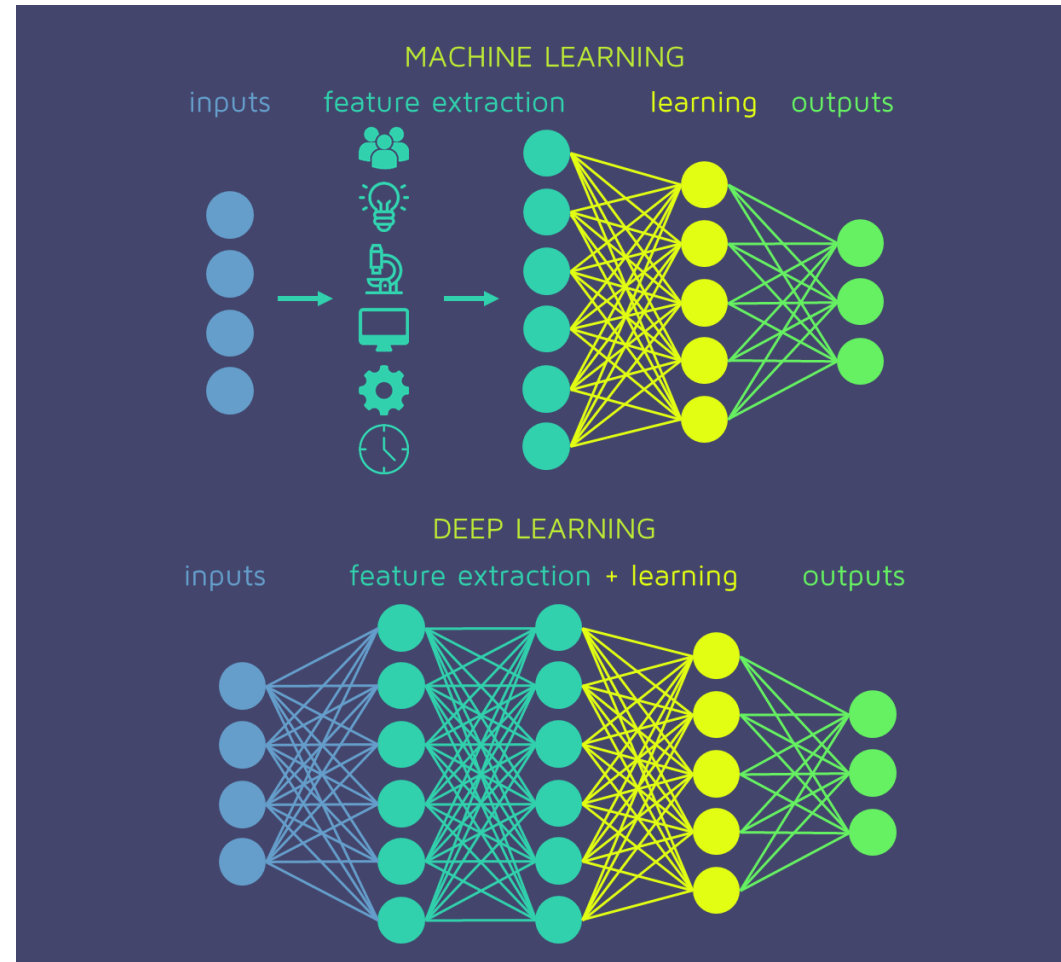 MACHINE LEARNING
inputs feature extraction learning outputs
DEEP LEARNING
inputs feature extraction + learning outputs